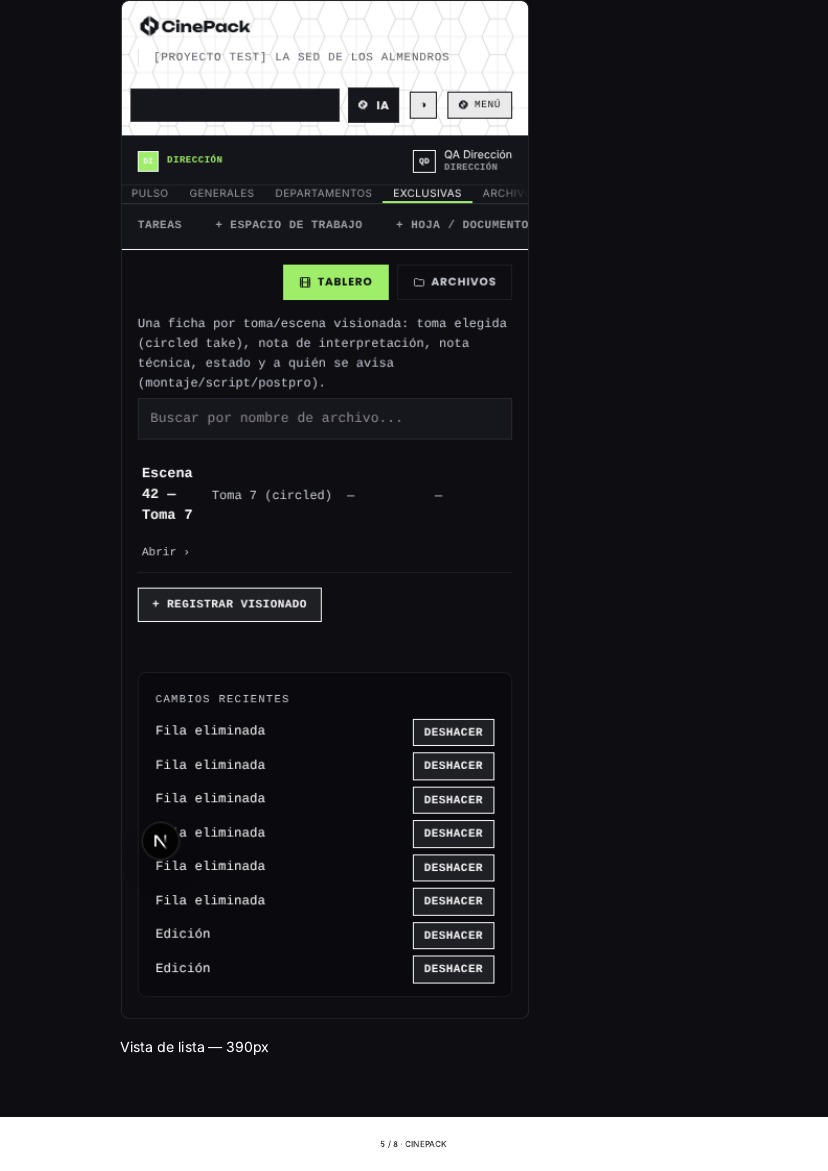 CinePack
[PROYECTO TEST] LA SED DE LOS ALMENDROS
IA
MENÚ
DI
DIRECCIÓN
QD
QA Dirección
DIRECCIÓN
PULSO GENERALES DEPARTAMENTOS EXCLUSIVAS ARCHIV
TAREAS + ESPACIO DE TRABAJO + HOJA / DOCUMENTO
TABLERO
ARCHIVOS
Una ficha por toma/escena visionada: toma elegida
(circled take), nota de interpretación, nota
técnica, estado y a quién se avisa
(montaje/script/postpro).
Buscar por nombre de archivo...
Escena
42 —
Toma 7
Toma 7 (circled) — —
Abrir ›
+ REGISTRAR VISIONADO
CAMBIOS RECIENTES
Fila eliminada DESHACER
Fila eliminada DESHACER
Fila eliminada DESHACER
a eliminada DESHACER
N
Fila eliminada DESHACER
Fila eliminada DESHACER
Edición DESHACER
Edición DESHACER
Vista de lista — 390px
5 / 8 · CINEPACK